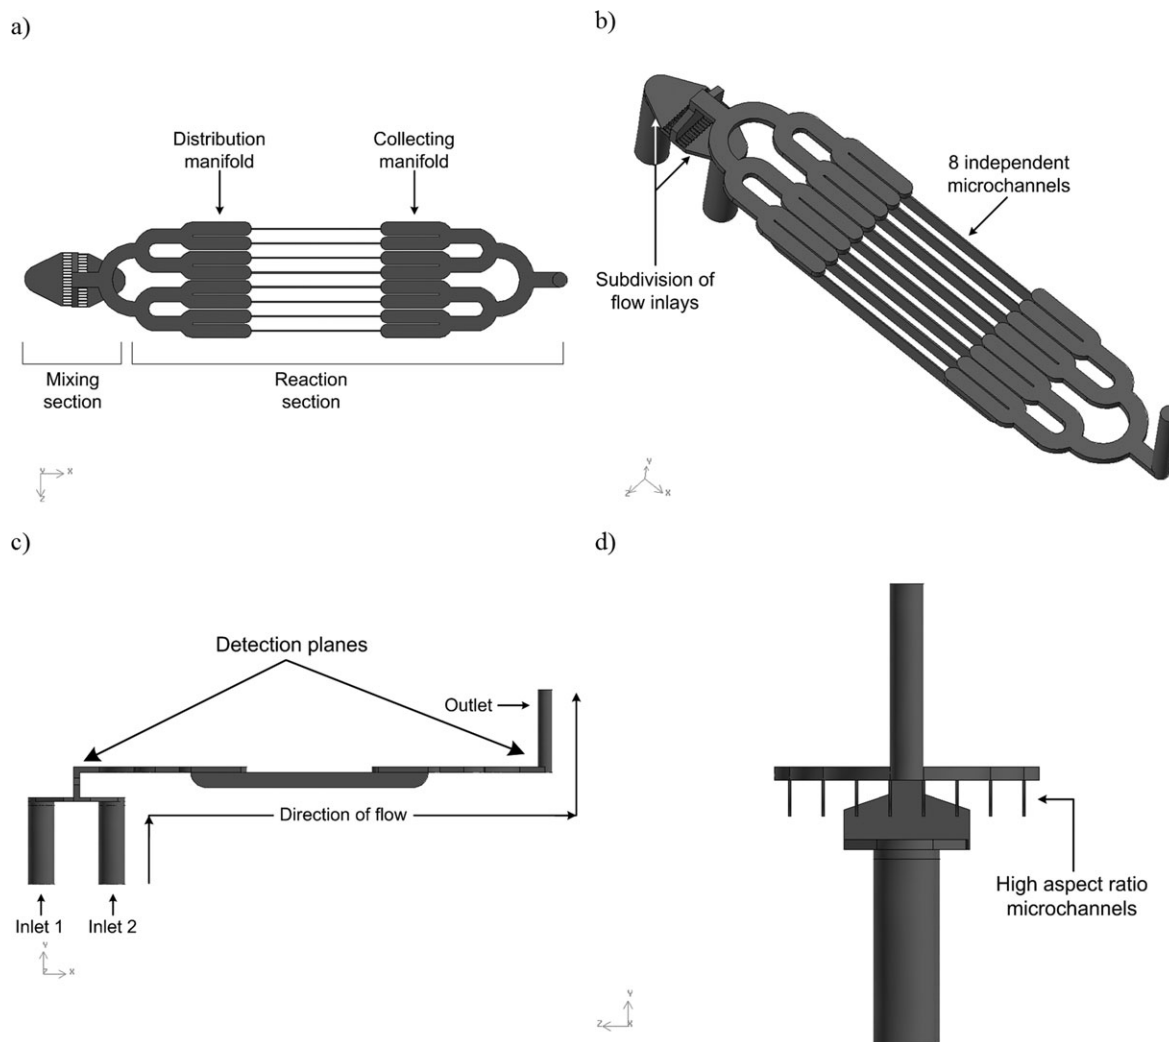 a)
Distribution
manifold
Collecting
manifold
Mixing
section
Reaction
section
Y X
Z
b)
8 independent
microchannels
Subdivision of
flow inlays
Y
Z X
c)
Detection planes
Outlet
Direction of flow
Inlet 1 Inlet 2
Y
Z X
d)
High aspect ratio
microchannels
Y
Z X